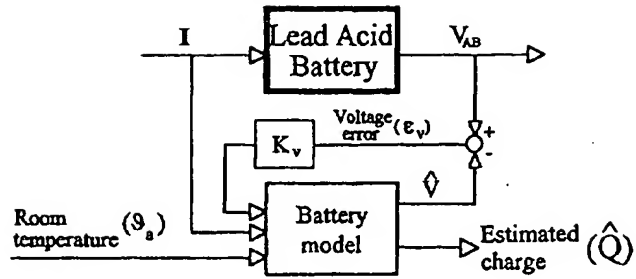 I
Lead Acid
Battery
V_AB
Voltage
error (ε_v)
+
-
K_v
V̂
Room
temperature (ϑ_a)
Battery
model
Estimated
charge (Q̂)